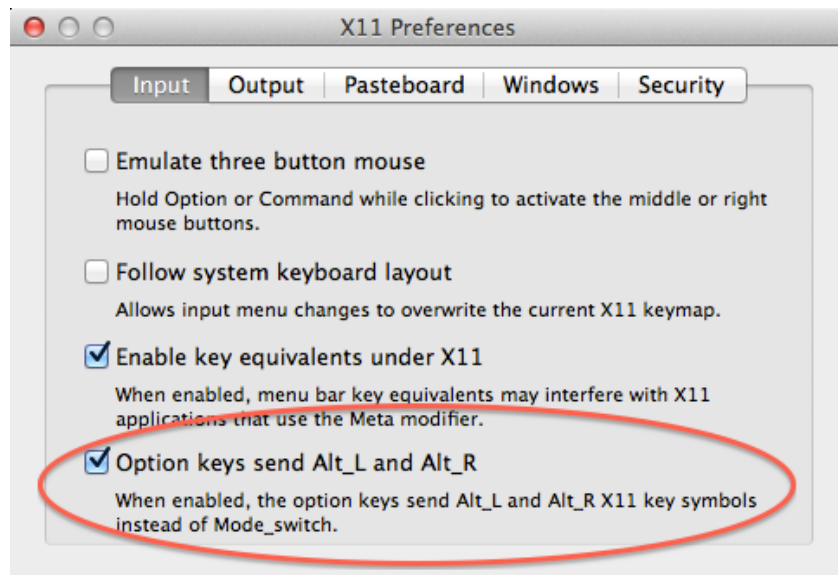 X11 Preferences
Input Output Pasteboard Windows Security
Emulate three button mouse
Hold Option or Command while clicking to activate the middle or right
mouse buttons.
Follow system keyboard layout
Allows input menu changes to overwrite the current X11 keymap.
Enable key equivalents under X11
When enabled, menu bar key equivalents may interfere with X11
applications that use the Meta modifier.
Option keys send Alt_L and Alt_R
When enabled, the option keys send Alt_L and Alt_R X11 key symbols
instead of Mode_switch.